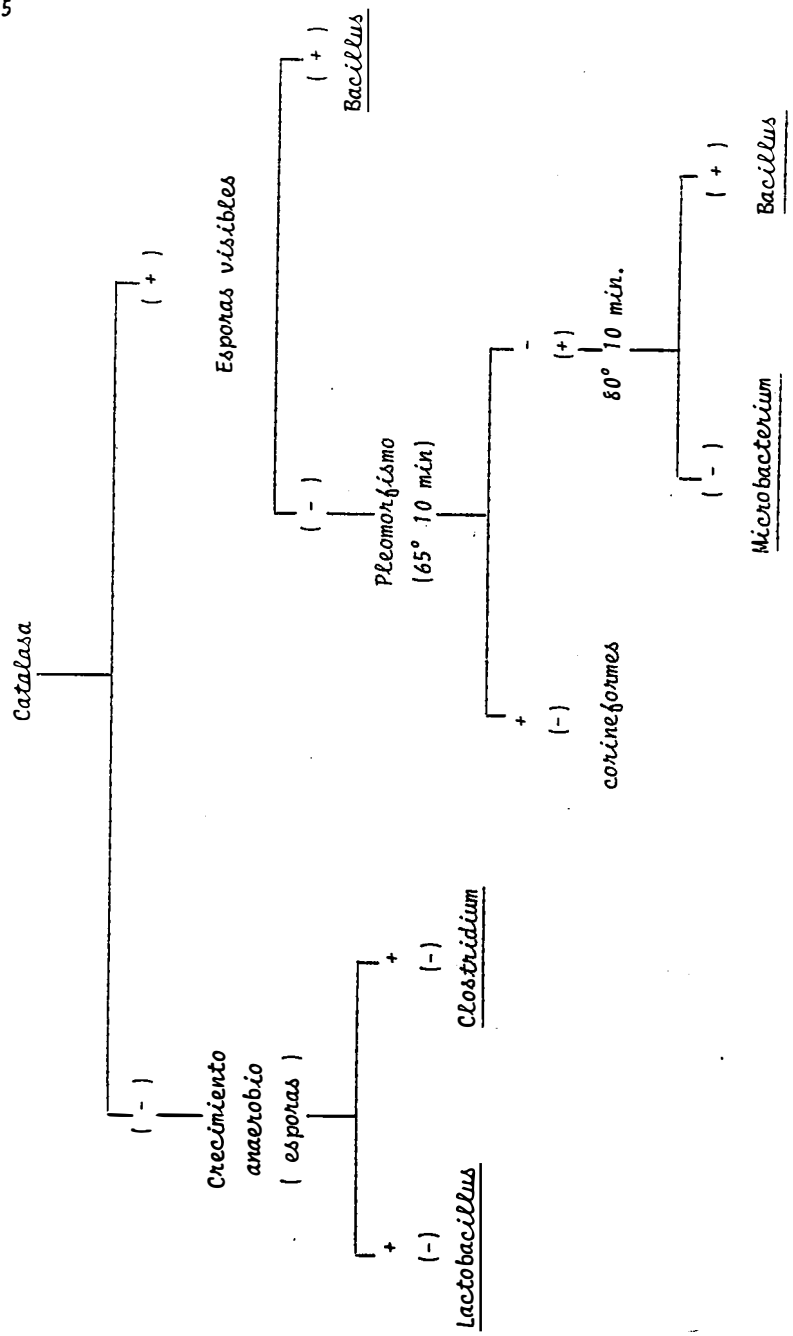 5
Catalasa
( - )
( + )
Crecimiento
anaerobio
( esporas )
Esporas visibles
+
(-)
Lactobacillus
+
(-)
Clostridium
( - )
( + )
Bacillus
Pleomorfismo
(65° 10 min)
+
(-)
corineformes
-
(+)
80° 10 min.
( - )
Microbacterium
( + )
Bacillus